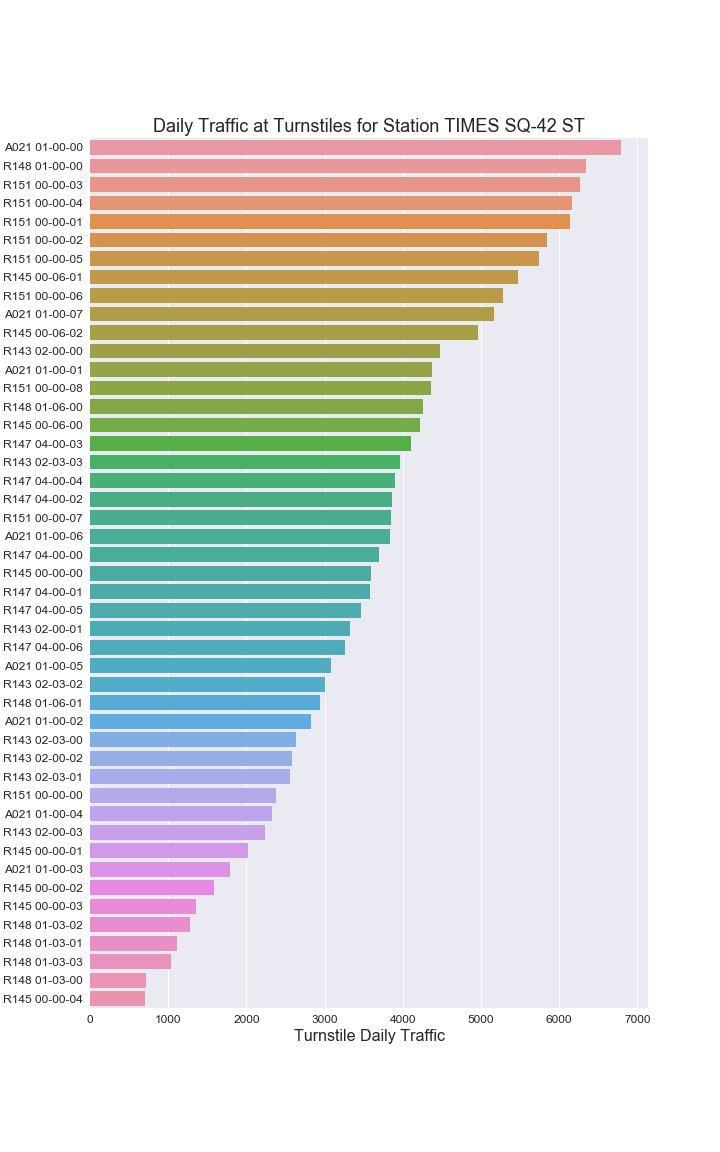 Daily Traffic at Turnstiles for Station TIMES SQ-42 ST
A021 01-00-00
R148 01-00-00
R151 00-00-03
R151 00-00-04
R151 00-00-01
R151 00-00-02
R151 00-00-05
R145 00-06-01
R151 00-00-06
A021 01-00-07
R145 00-06-02
R143 02-00-00
A021 01-00-01
R151 00-00-08
R148 01-06-00
R145 00-06-00
R147 04-00-03
R143 02-03-03
R147 04-00-04
R147 04-00-02
R151 00-00-07
A021 01-00-06
R147 04-00-00
R145 00-00-00
R147 04-00-01
R147 04-00-05
R143 02-00-01
R147 04-00-06
A021 01-00-05
R143 02-03-02
R148 01-06-01
A021 01-00-02
R143 02-03-00
R143 02-00-02
R143 02-03-01
R151 00-00-00
A021 01-00-04
R143 02-00-03
R145 00-00-01
A021 01-00-03
R145 00-00-02
R145 00-00-03
R148 01-03-02
R148 01-03-01
R148 01-03-03
R148 01-03-00
R145 00-00-04
0 1000 2000 3000 4000 5000 6000 7000
Turnstile Daily Traffic